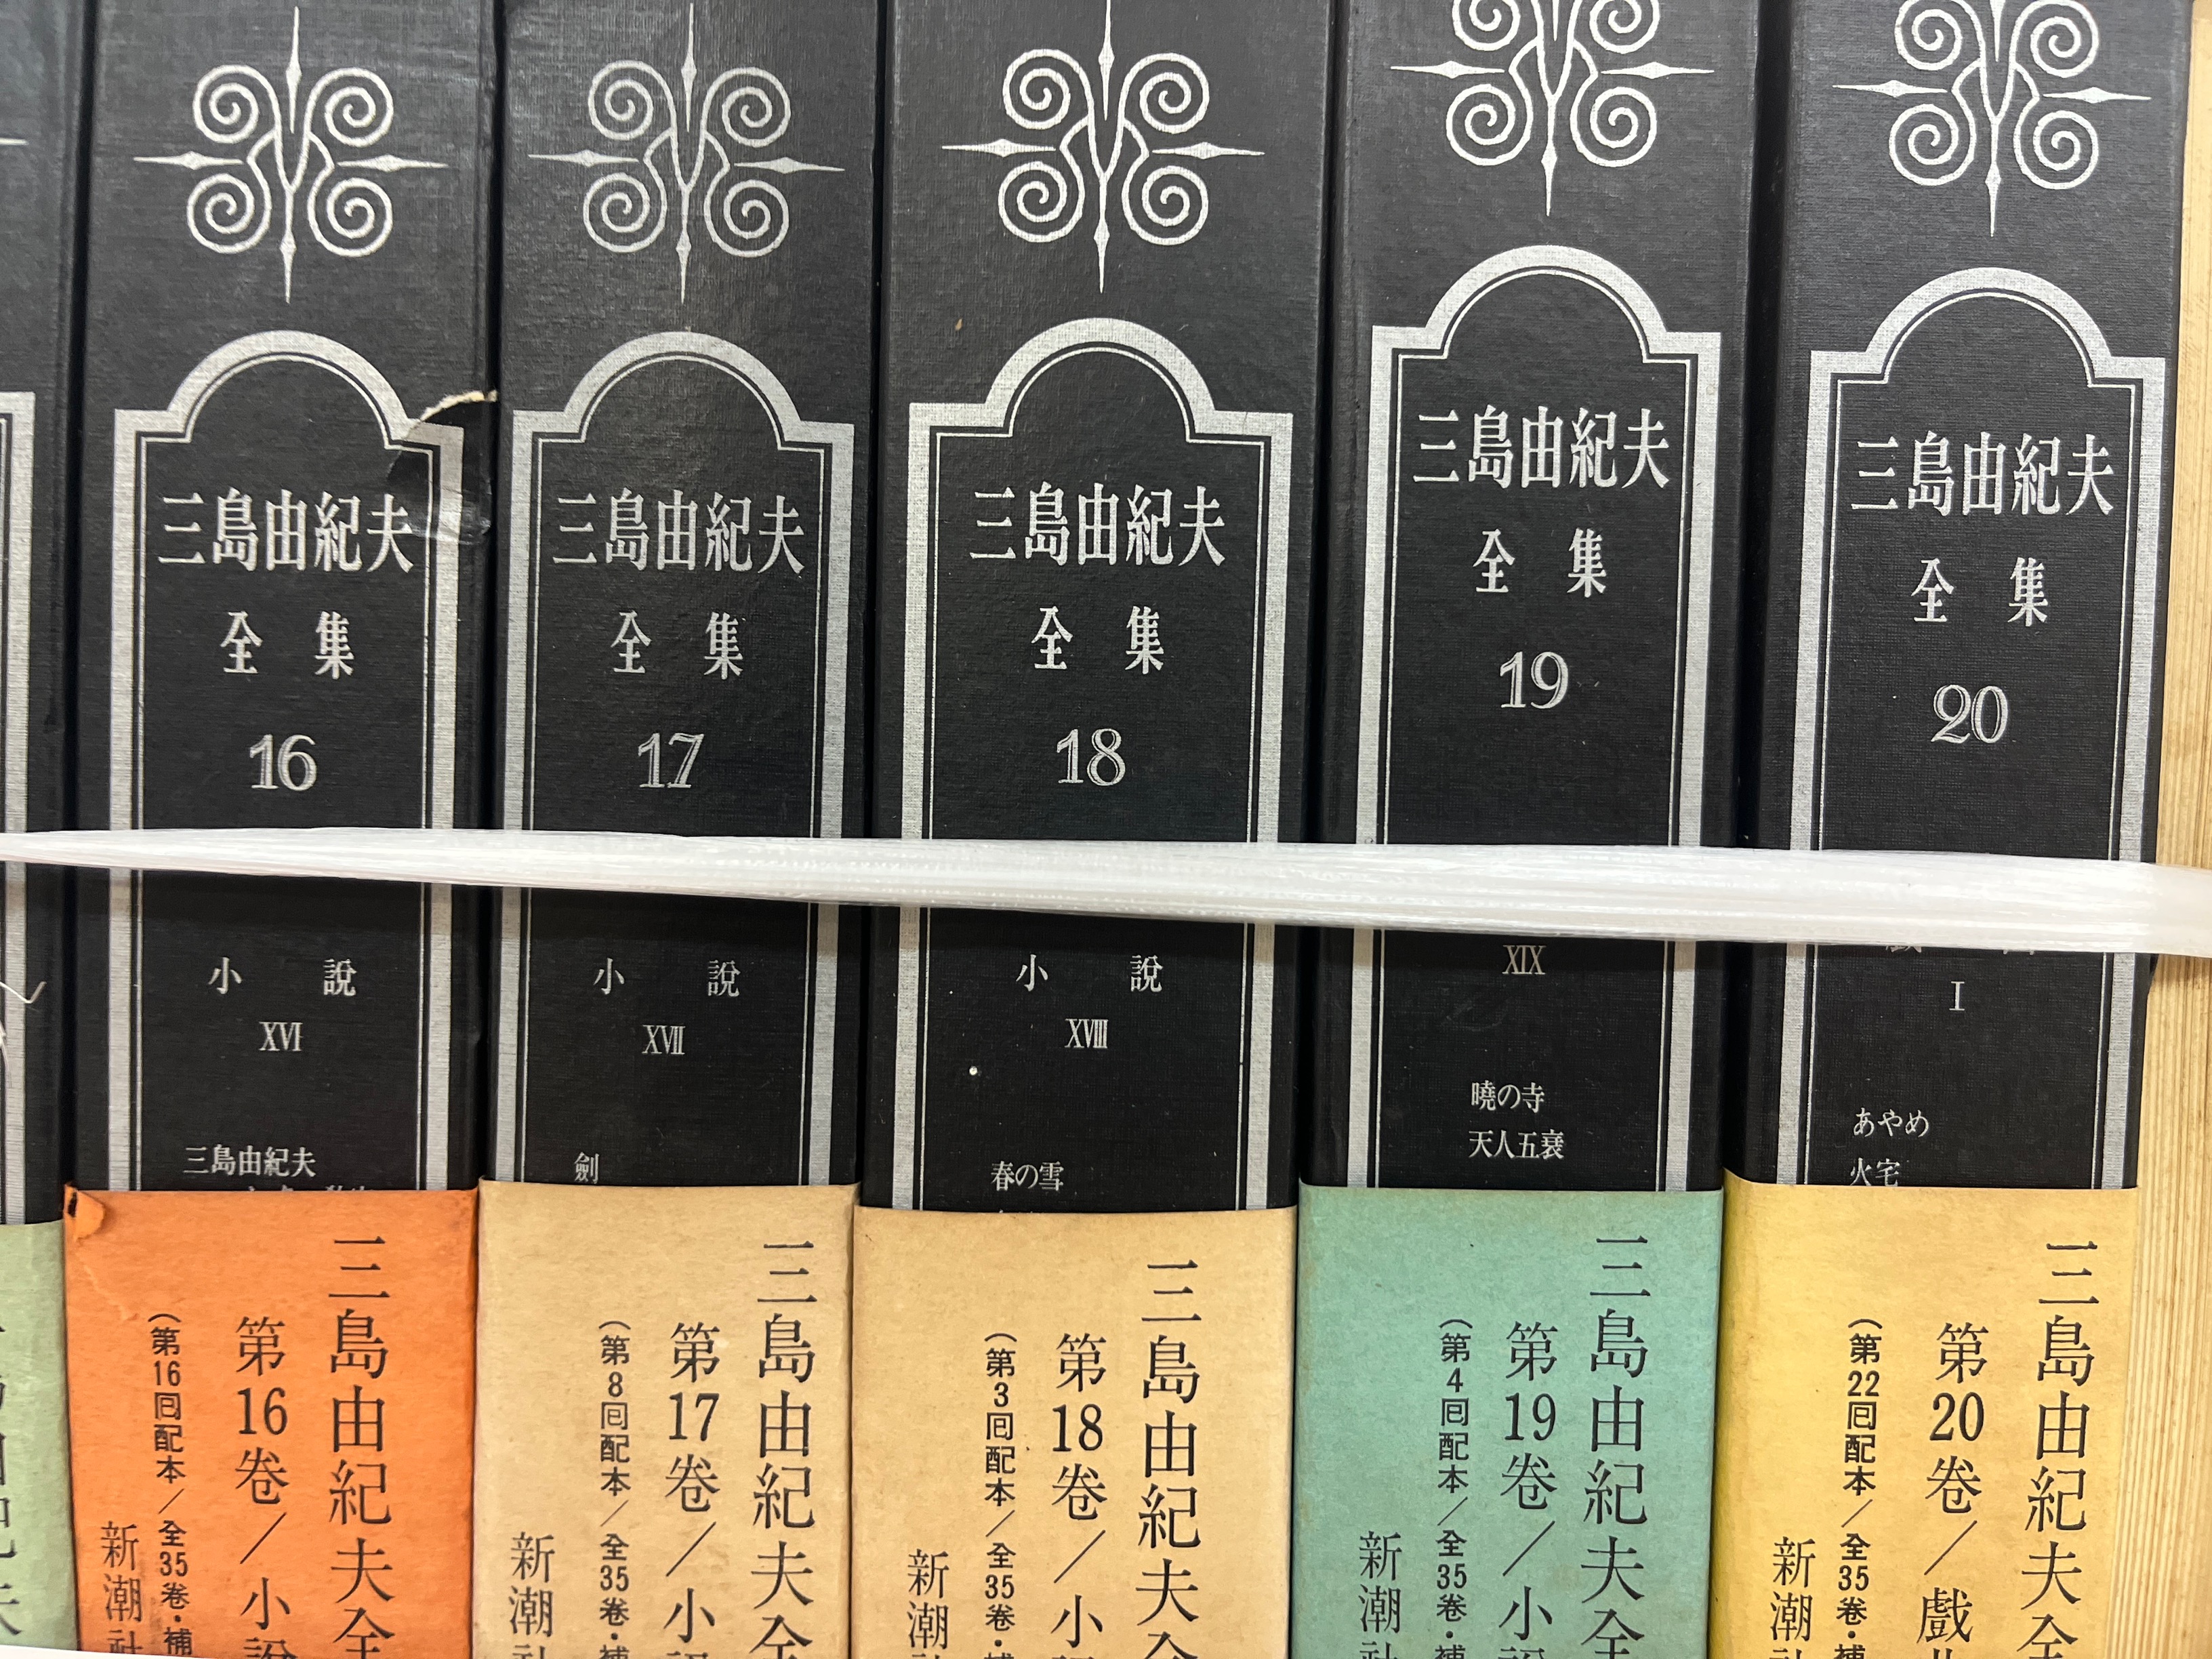 三島由紀夫
全集
16
小説
XVI
三島由紀夫
三島由紀夫全
第16巻／小説
（第16回配本／全35巻・補
新潮社
三島由紀夫
全集
17
小説
XVII
劍
三島由紀夫全
第17巻／小説
（第8回配本／全35巻・補
新潮社
三島由紀夫
全集
18
小説
XVIII
春の雪
三島由紀夫全
第18巻／小説
（第3回配本／全35巻・補
新潮
三島由紀夫
全集
19
XIX
曉の寺
天人五衰
三島由紀夫全
第19巻／小説
（第4回配本／全35巻・補
新潮社
三島由紀夫
全集
20
I
あやめ
火宅
三島由紀夫全
第20巻／戲
（第22回配本／全35巻・補
新潮社